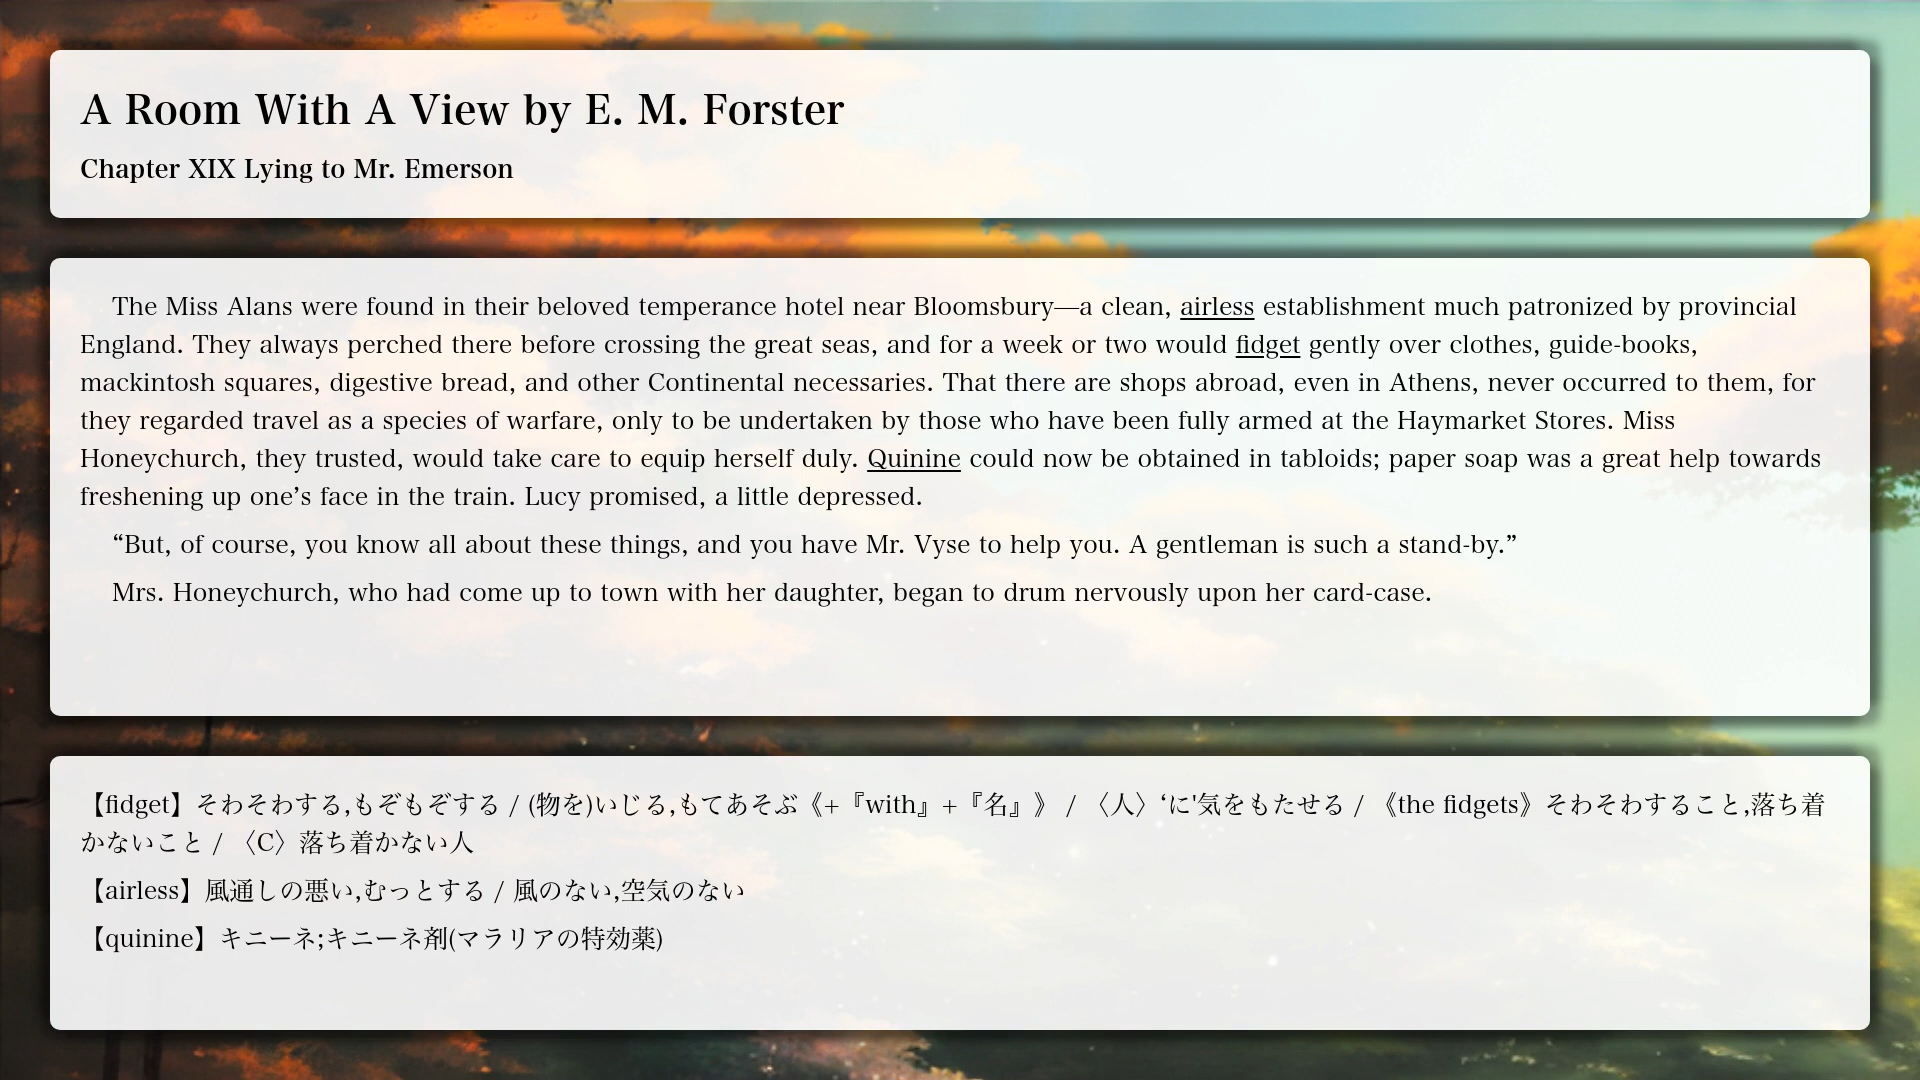 A Room With A View by E. M. Forster
Chapter XIX Lying to Mr. Emerson
The Miss Alans were found in their beloved temperance hotel near Bloomsbury—a clean, airless establishment much patronized by provincial
England. They always perched there before crossing the great seas, and for a week or two would fidget gently over clothes, guide-books,
mackintosh squares, digestive bread, and other Continental necessaries. That there are shops abroad, even in Athens, never occurred to them, for
they regarded travel as a species of warfare, only to be undertaken by those who have been fully armed at the Haymarket Stores. Miss
Honeychurch, they trusted, would take care to equip herself duly. Quinine could now be obtained in tabloids; paper soap was a great help towards
freshening up one’s face in the train. Lucy promised, a little depressed.
“But, of course, you know all about these things, and you have Mr. Vyse to help you. A gentleman is such a stand-by.”
Mrs. Honeychurch, who had come up to town with her daughter, began to drum nervously upon her card-case.
【fidget】そわそわする,もぞもぞする / (物を)いじる,もてあそぶ《+『with』+『名』》 / 〈人〉‘に'気をもたせる / 《the fidgets》そわそわすること,落ち着
かないこと / 〈C〉落ち着かない人
【airless】風通しの悪い,むっとする / 風のない,空気のない
【quinine】キニーネ;キニーネ剤(マラリアの特効薬)